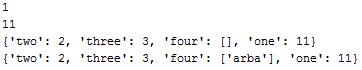 1
11
{'two': 2, 'three': 3, 'four': [], 'one': 11}
{'two': 2, 'three': 3, 'four': ['arba'], 'one': 11}